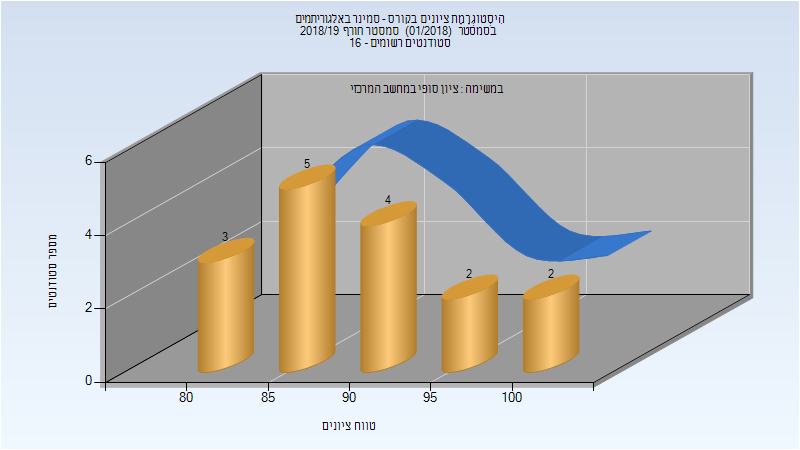 היסטוגרמת ציונים בקורס - סמינר באלגוריתמים
בסמסטר (01/2018) סמסטר חורף 2018/19
סטודנטים רשומים - 16
במשימה : ציון סופי במחשב המרכזי
מספר סטודנטים
6
4
2
0
3
5
4
2
2
80
85
90
95
100
טווח ציונים